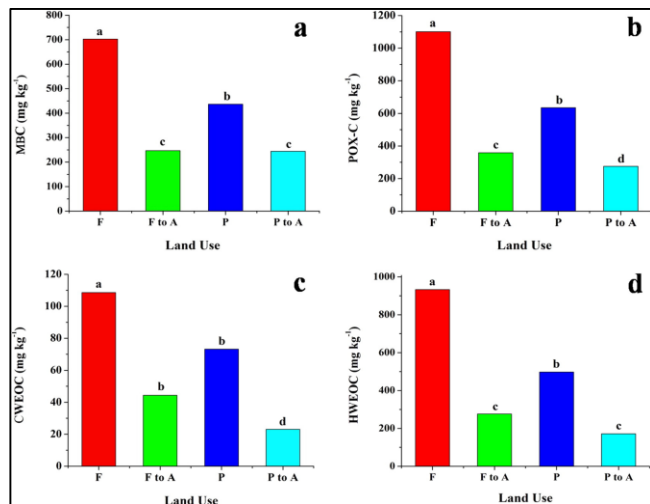 a
MBC (mg kg⁻¹)
800
700
600
500
400
300
200
100
0
a
c
b
c
F
F to A
P
P to A
Land Use
b
POX-C (mg kg⁻¹)
1200
1000
800
600
400
200
0
a
c
b
d
F
F to A
P
P to A
Land Use
c
CWEOC (mg kg⁻¹)
120
100
80
60
40
20
0
a
b
b
d
F
F to A
P
P to A
Land Use
d
HWEOC (mg kg⁻¹)
1000
800
600
400
200
0
a
c
b
c
F
F to A
P
P to A
Land Use